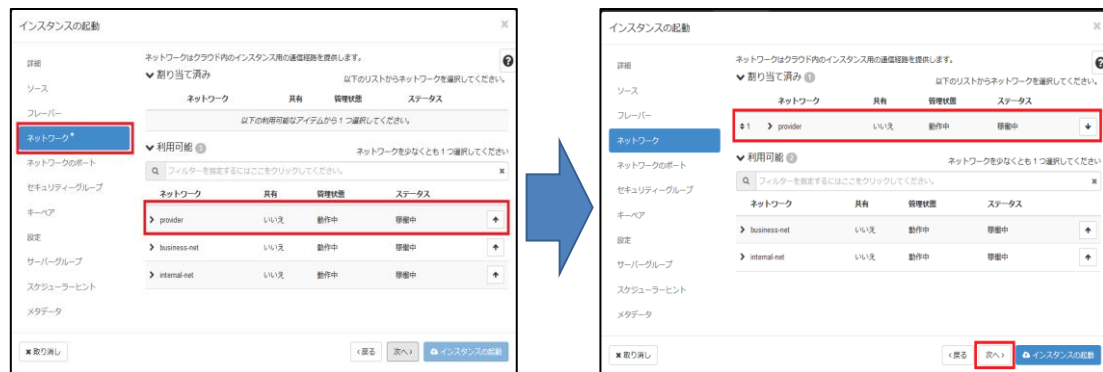 インスタンスの起動
×
詳細
ソース
フレーバー
ネットワーク *
ネットワークのポート
セキュリティーグループ
キーペア
設定
サーバーグループ
スケジューラーヒント
メタデータ
ネットワークはクラウド内のインスタンス用の通信経路を提供します。
割り当て済み
以下のリストからネットワークを選択してください。
ネットワーク 共有 管理状態 ステータス
以下の利用可能なアイテムから 1 つ選択してください。
利用可能 3
ネットワークを少なくとも 1 つ選択してください
フィルターを指定するにはここをクリックしてください。
ネットワーク 共有 管理状態 ステータス
provider いいえ 動作中 稼働中
business-net いいえ 動作中 稼働中
internal-net いいえ 動作中 稼働中
×取り消し
<戻る 次へ> インスタンスの起動
インスタンスの起動
×
詳細
ソース
フレーバー
ネットワーク
ネットワークのポート
セキュリティーグループ
キーペア
設定
サーバーグループ
スケジューラーヒント
メタデータ
ネットワークはクラウド内のインスタンス用の通信経路を提供します。
割り当て済み 1
以下のリストからネットワークを選択してください。
ネットワーク 共有 管理状態 ステータス
1 provider いいえ 動作中 稼働中
利用可能 2
ネットワークを少なくとも 1 つ選択してください
フィルターを指定するにはここをクリックしてください。
ネットワーク 共有 管理状態 ステータス
business-net いいえ 動作中 稼働中
internal-net いいえ 動作中 稼働中
×取り消し
<戻る 次へ> インスタンスの起動